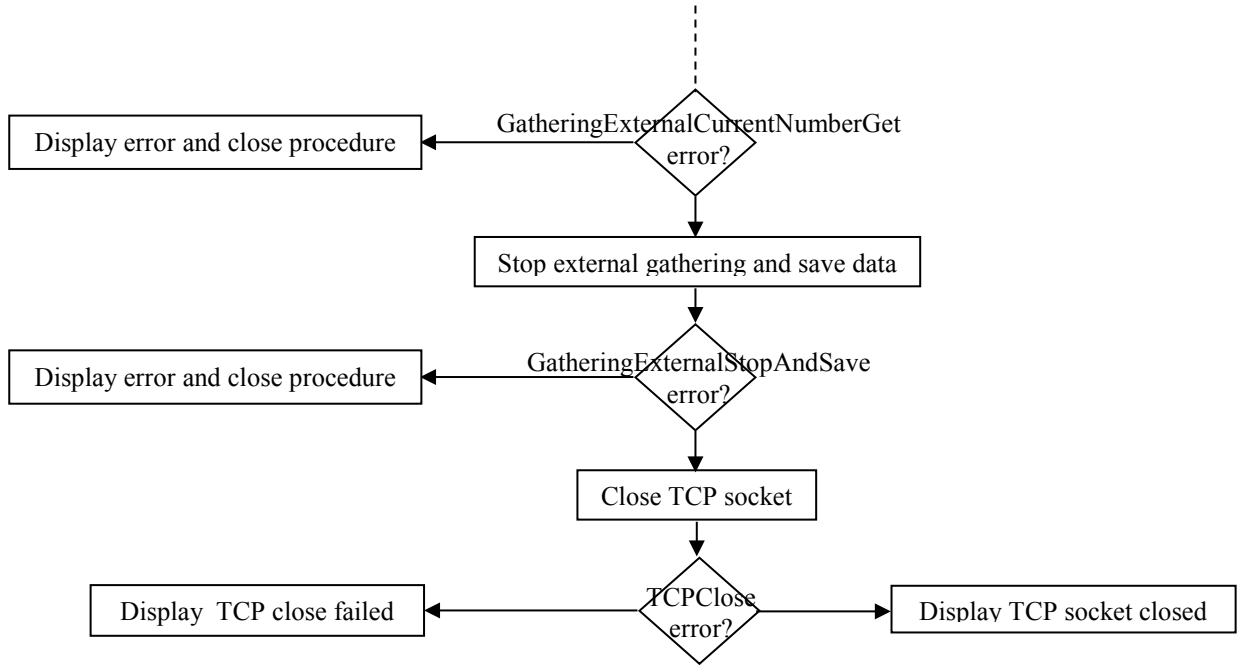 GatheringExternalCurrentNumberGet
error?
Display error and close procedure
Stop external gathering and save data
GatheringExternalStopAndSave
error?
Display error and close procedure
Close TCP socket
TCPClose
error?
Display TCP close failed
Display TCP socket closed